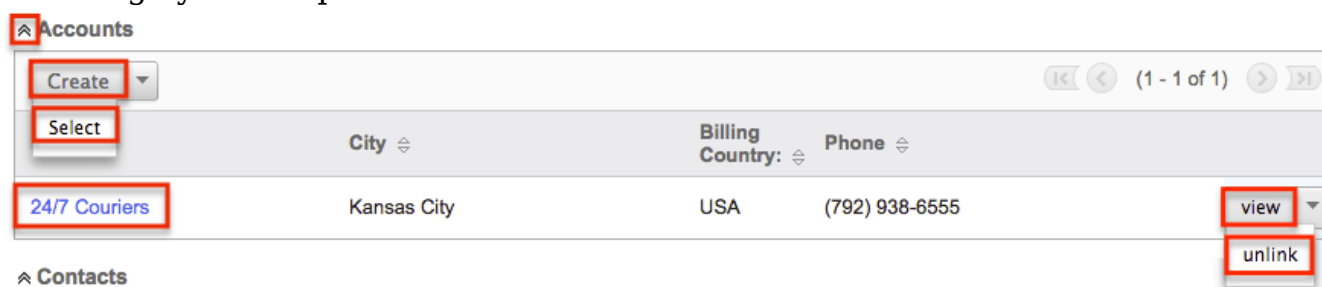 Accounts
Create
(1 - 1 of 1)
Select
City
Billing
Country:
Phone
24/7 Couriers
Kansas City
USA
(792) 938-6555
view
unlink
Contacts